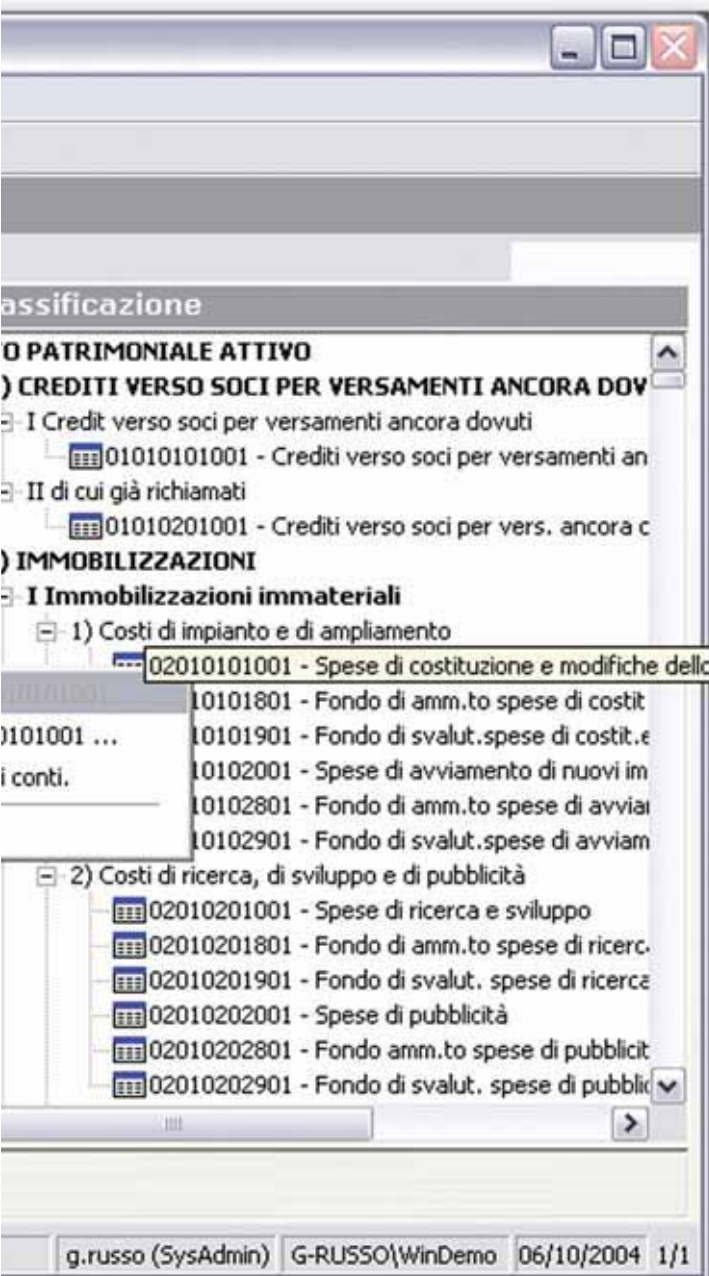 assificazione
O PATRIMONIALE ATTIVO
) CREDITI VERSO SOCI PER VERSAMENTI ANCORA DOV
I Credit verso soci per versamenti ancora dovuti
01010101001 - Crediti verso soci per versamenti an
II di cui già richiamati
01010201001 - Crediti verso soci per vers. ancora c
) IMMOBILIZZAZIONI
I Immobilizzazioni immateriali
1) Costi di impianto e di ampliamento
02010101001 - Spese di costituzione e modifiche dello
10101801 - Fondo di amm.to spese di costit
0101001 ...
10101901 - Fondo di svalut.spese di costit.e
i conti.
10102001 - Spese di avviamento di nuovi im
10102801 - Fondo di amm.to spese di avviar
10102901 - Fondo di svalut.spese di avviam
2) Costi di ricerca, di sviluppo e di pubblicità
02010201001 - Spese di ricerca e sviluppo
02010201801 - Fondo di amm.to spese di ricerc
02010201901 - Fondo di svalut. spese di ricerca
02010202001 - Spese di pubblicità
02010202801 - Fondo amm.to spese di pubblicit
02010202901 - Fondo di svalut. spese di pubblic
g.russo (SysAdmin) G-RUSSO\WinDemo 06/10/2004 1/1